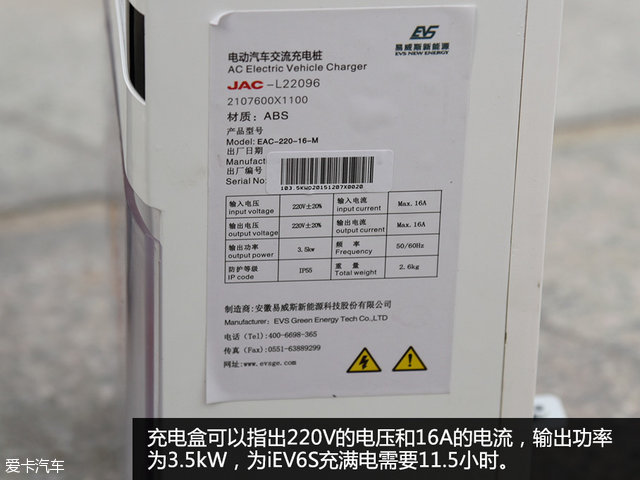 EVS
易威斯新能源
EVS NEW ENERGY
电动汽车交流充电桩
AC Electric Vehicle Charger
JAC -L22096
2107600X1100
材质：ABS
产品型号
Model: EAC-220-16-M
出厂日期
Manufact
出厂编号
Serial No:
103.5KWD20151207X0020
输入电压 220V±20% 输入电流 Max. 16A
input voltage input current
输出电压 220V±20% 输出电流 Max. 16A
output voltage output current
输出功率 3.5kw 频 率 50/60Hz
output power Frequency
防护等级 IP55 重 量 2.6kg
IP code Total weight
制造商：安徽易威斯新能源科技股份有限公司
Manufacturer: EVS Green Energy Tech Co.,LTD
电话 (Tel):400-6698-365
传真 (Fax):0551-63889299
网址：www.evsge.com
充电盒可以指出220V的电压和16A的电流，输出功率
为3.5kW，为iEV6S充满电需要11.5小时。
爱卡汽车